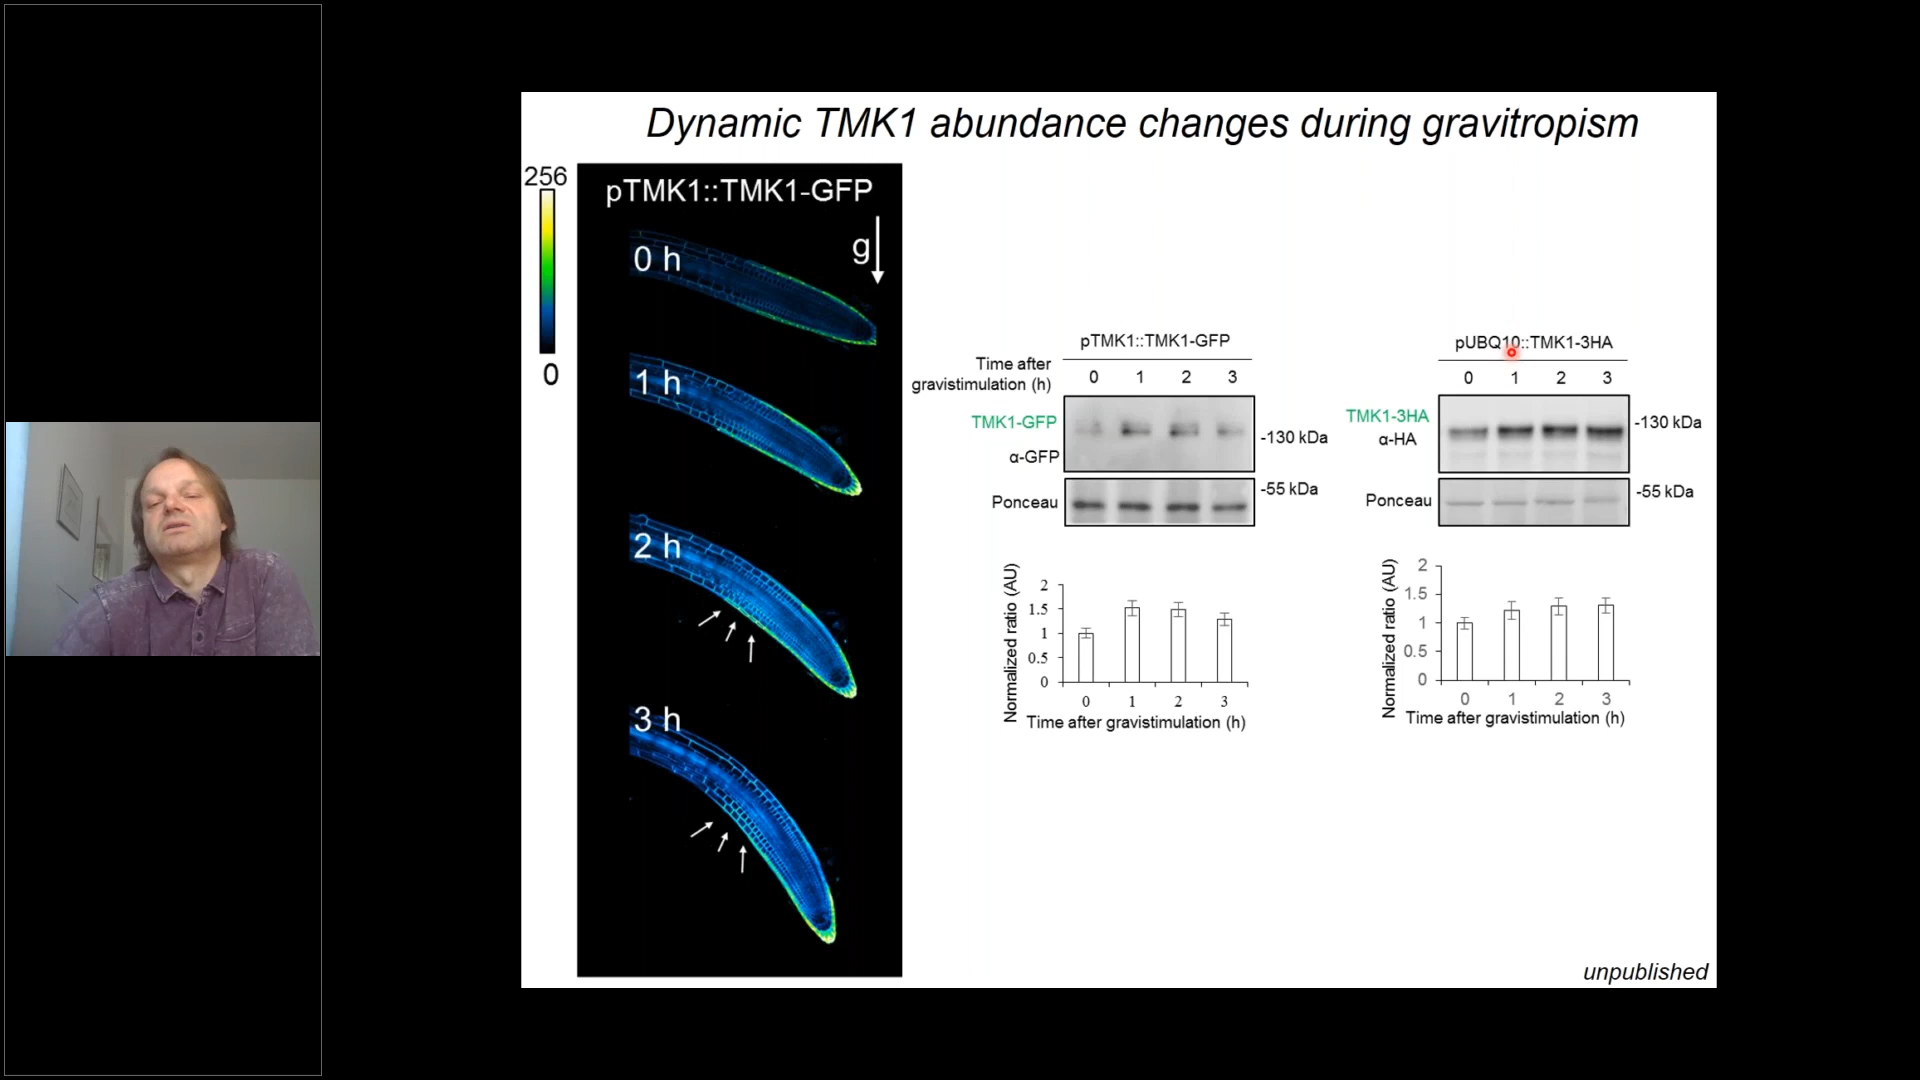 Dynamic TMK1 abundance changes during gravitropism
256
0
pTMK1::TMK1-GFP
g
0 h
1 h
2 h
3 h
pTMK1::TMK1-GFP
Time after
gravistimulation (h)
0 1 2 3
TMK1-GFP
α-GFP
-130 kDa
Ponceau
-55 kDa
Normalized ratio (AU)
2
1.5
1
0.5
0
0 1 2 3
Time after gravistimulation (h)
pUBQ10::TMK1-3HA
0 1 2 3
TMK1-3HA
α-HA
-130 kDa
Ponceau
-55 kDa
Normalized ratio (AU)
2
1.5
1
0.5
0
0 1 2 3
Time after gravistimulation (h)
unpublished